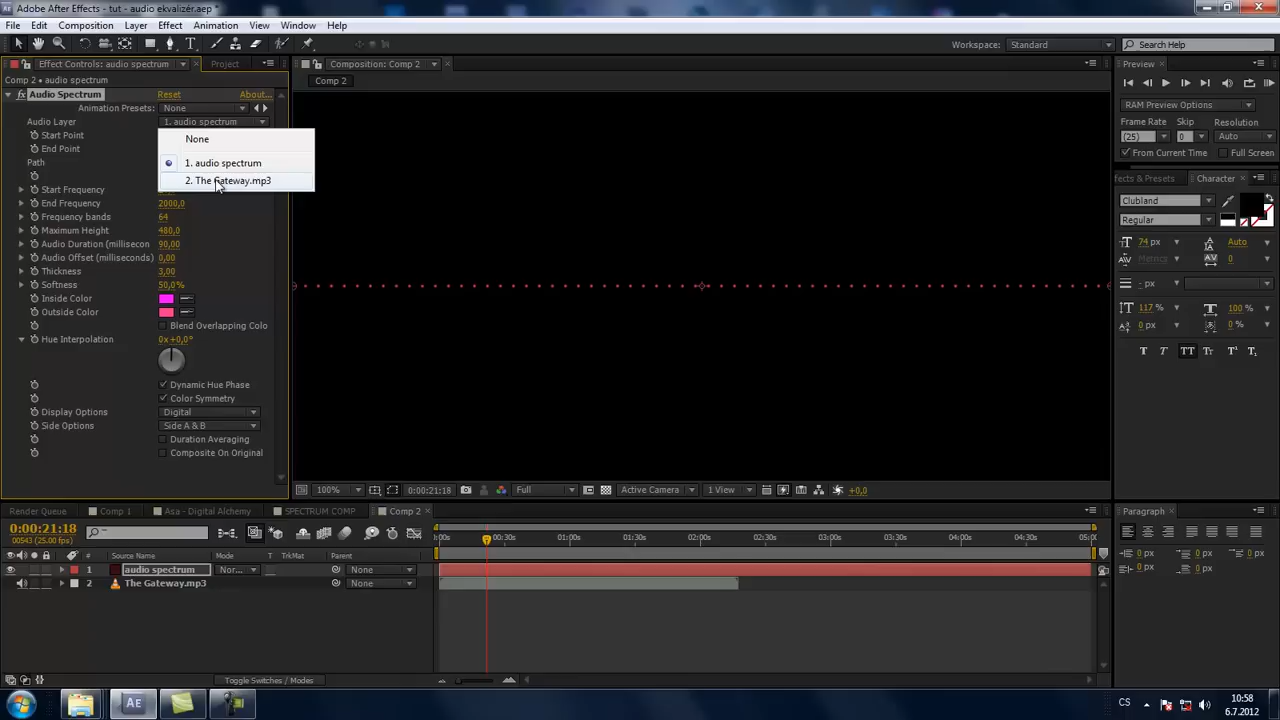 Adobe After Effects - tut - audio ekvalizér.aep *
File Edit Composition Layer Effect Animation View Window Help
Workspace: Standard Search Help
Effect Controls: audio spectrum Project
Composition: Comp 2
Preview
Comp 2 • audio spectrum
Comp 2
fx Audio Spectrum Reset About...
Animation Presets: None
Audio Layer 1. audio spectrum
Start Point
End Point
Path
None
1. audio spectrum
2. The Gateway.mp3
Start Frequency
End Frequency 2000,0
Frequency bands 64
Maximum Height 480,0
Audio Duration (millisecon 90,00
Audio Offset (milliseconds) 0,00
Thickness 3,00
Softness 50,0%
Inside Color
Outside Color
Blend Overlapping Colo
Hue Interpolation 0x+0,0°
Dynamic Hue Phase
Color Symmetry
Display Options Digital
Side Options Side A & B
Duration Averaging
Composite On Original
RAM Preview Options
Frame Rate Skip Resolution
(25) 0 Auto
From Current Time Full Screen
ffects & Presets Character
Clubland
Regular
74 px Auto
Metrics 0
- px
117 % 100 %
0 px 0 %
T T TT Tr T¹ T₁
100% 0:00:21:18 Full Active Camera 1 View +0,0
Render Queue Comp 1 Asa - Digital Alchemy SPECTRUM COMP Comp 2
0:00:21:18
00543 (25.00 fps)
# Source Name Mode T TrkMat Parent
:00s 00:30s 01:00s 01:30s 02:00s 02:30s 03:00s 03:30s 04:00s 04:30s 05:0
1 audio spectrum Nor... None
2 The Gateway.mp3 None
Toggle Switches / Modes
Paragraph
0 px 0 px 0 px
0 px 0 px
Ae
CS
10:58
6.7.2012